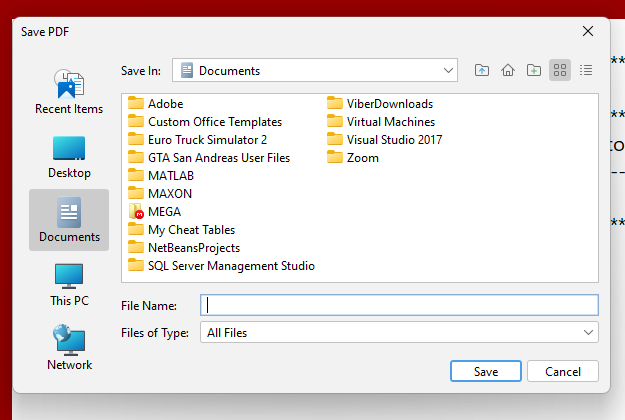 Save PDF
Save In: Documents
Recent Items
Desktop
Documents
This PC
Network
Adobe
Custom Office Templates
Euro Truck Simulator 2
GTA San Andreas User Files
MATLAB
MAXON
MEGA
My Cheat Tables
NetBeansProjects
SQL Server Management Studio
ViberDownloads
Virtual Machines
Visual Studio 2017
Zoom
File Name:
Files of Type: All Files
Save Cancel
**
**
to
--
**